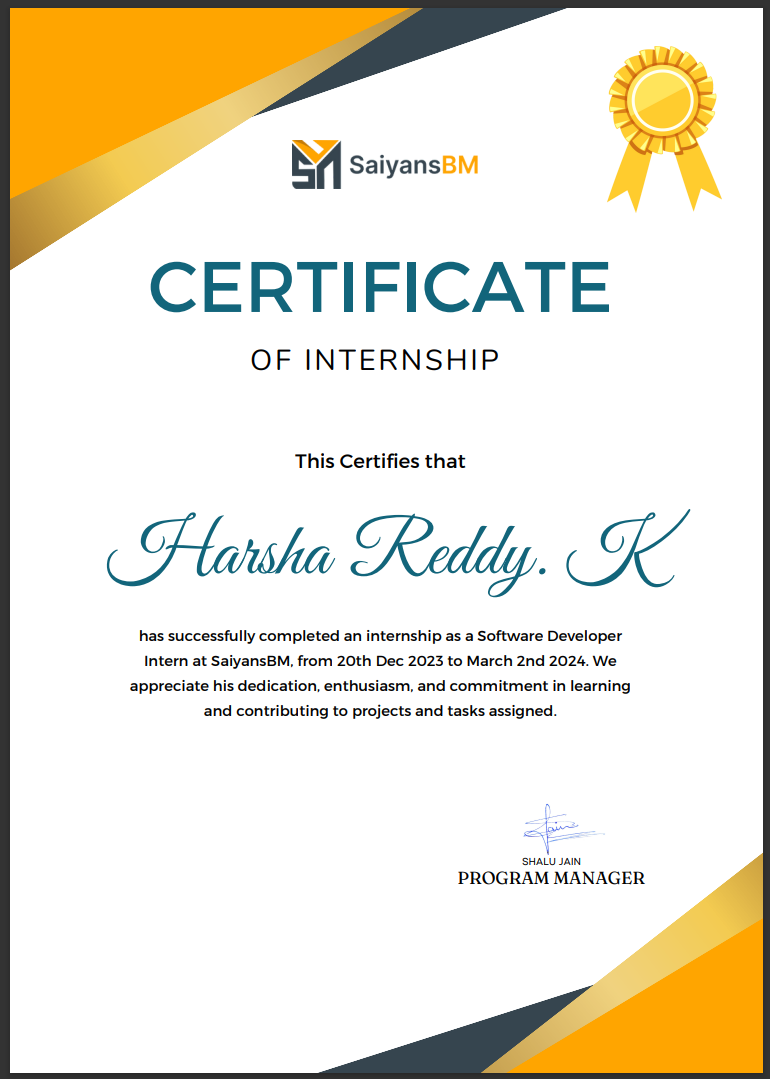 SaiyansBM
CERTIFICATE
OF INTERNSHIP
This Certifies that
Harsha Reddy. K
has successfully completed an internship as a Software Developer
Intern at SaiyansBM, from 20th Dec 2023 to March 2nd 2024. We
appreciate his dedication, enthusiasm, and commitment in learning
and contributing to projects and tasks assigned.
SHALU JAIN
PROGRAM MANAGER